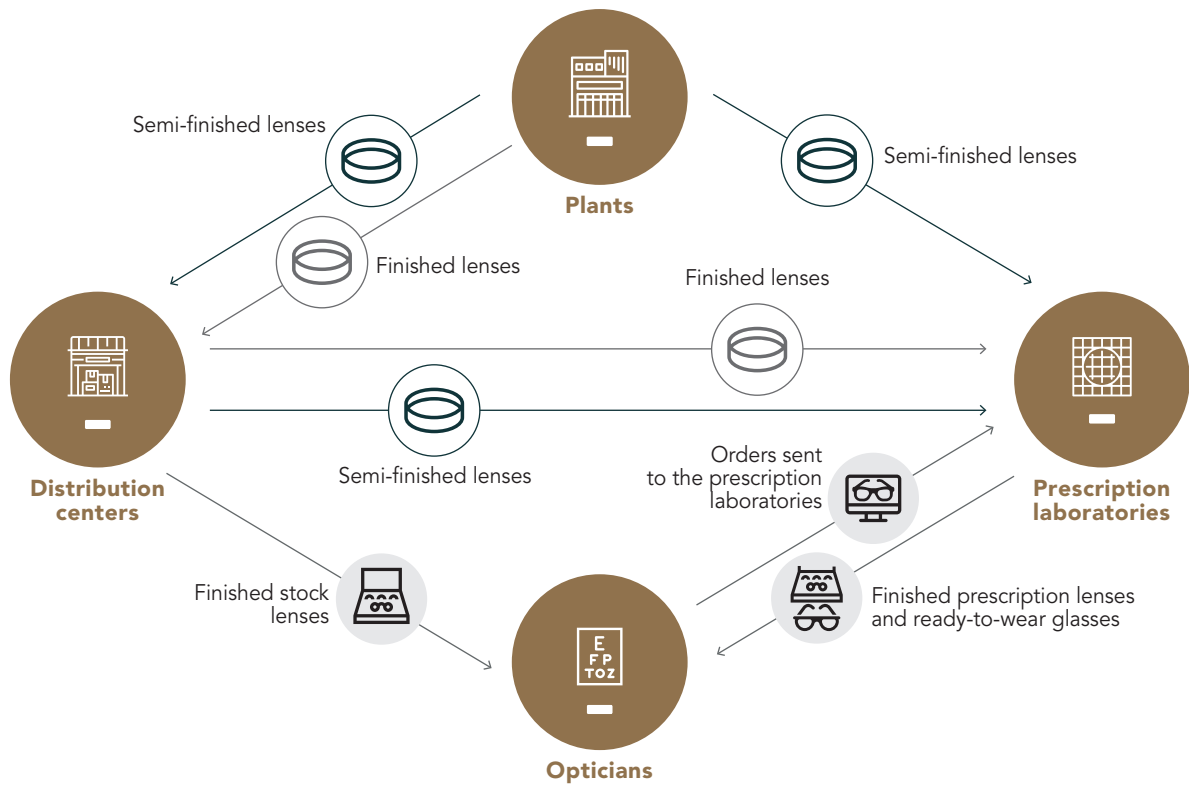 Semi-finished lenses
Semi-finished lenses
Plants
Finished lenses
Finished lenses
Semi-finished lenses
Distribution
centers
Orders sent
to the prescription
laboratories
Prescription
laboratories
Finished stock
lenses
Finished prescription lenses
and ready-to-wear glasses
E
F P
TOZ
Opticians